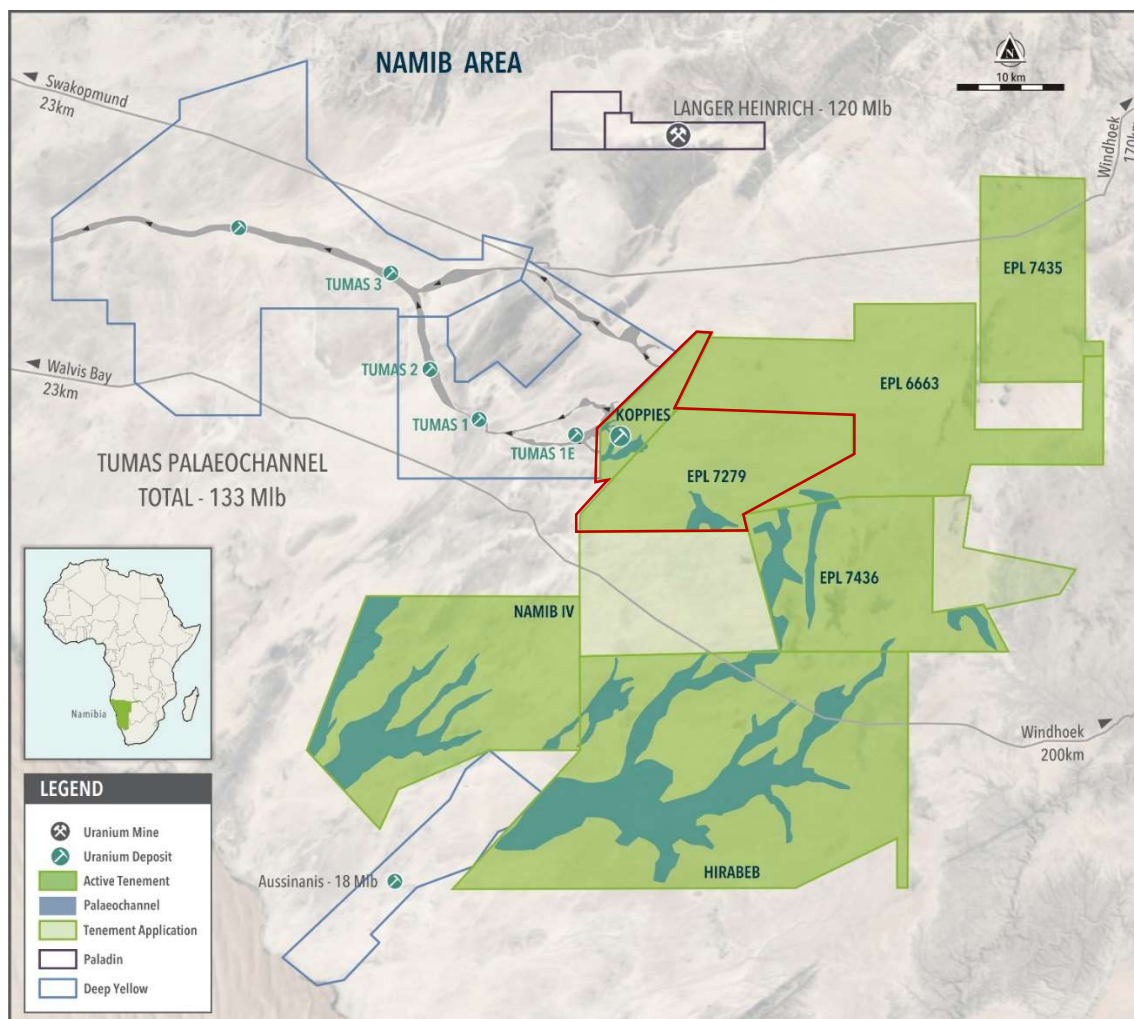 NAMIB AREA
N
10 km
Swakopmund
23km
LANGER HEINRICH - 120 Mlb
Windhoek
170km
EPL 7435
TUMAS 3
EPL 6663
Walvis Bay
23km
TUMAS 2
TUMAS 1
KOPPIES
TUMAS 1E
TUMAS PALAEOCHANNEL
TOTAL - 133 Mlb
EPL 7279
EPL 7436
NAMIB IV
Namibia
Windhoek
200km
LEGEND
Uranium Mine
Uranium Deposit
Active Tenement
Palaeochannel
Tenement Application
Paladin
Deep Yellow
Aussinanis - 18 Mlb
HIRABEB